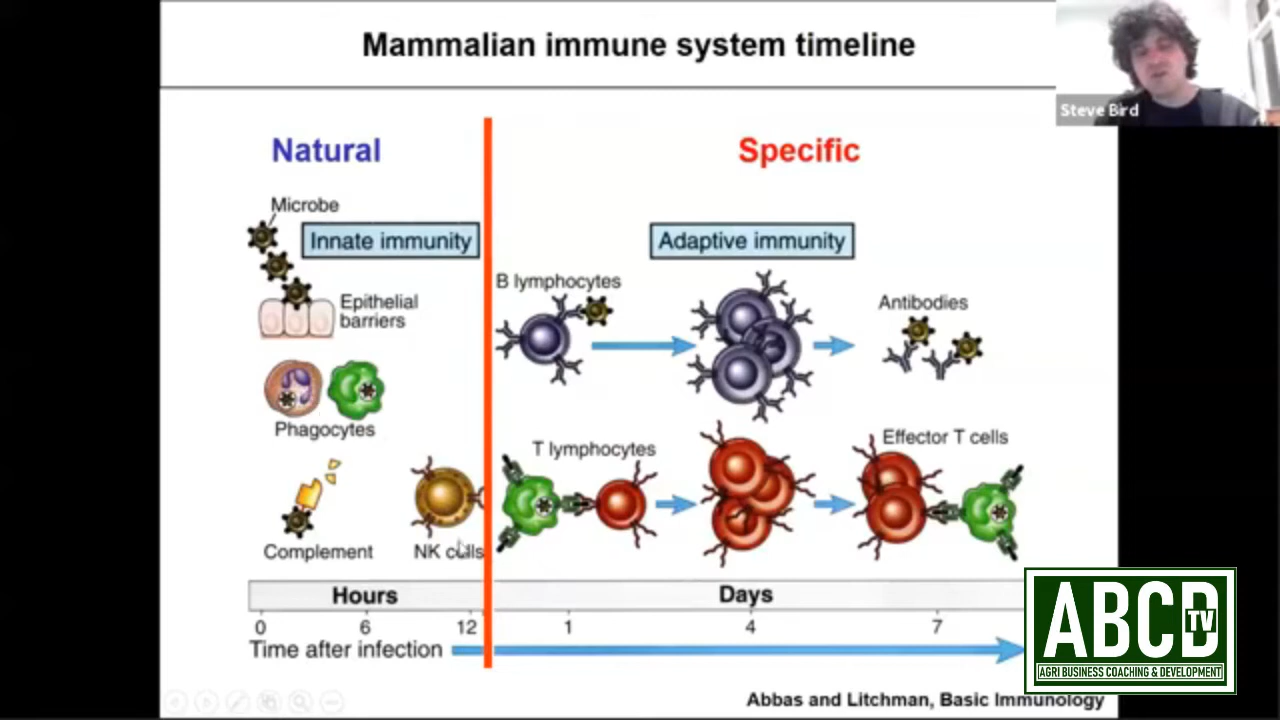 Mammalian immune system timeline
Steve Bird
Natural
Specific
Microbe
Innate immunity
Adaptive immunity
B lymphocytes
Epithelial
barriers
Antibodies
Phagocytes
T lymphocytes
Effector T cells
Complement
NK cells
Hours
Days
0
6
12
1
4
7
Time after infection
ABCD
TV
AGRI BUSINESS COACHING & DEVELOPMENT
Abbas and Litchman, Basic Immunology